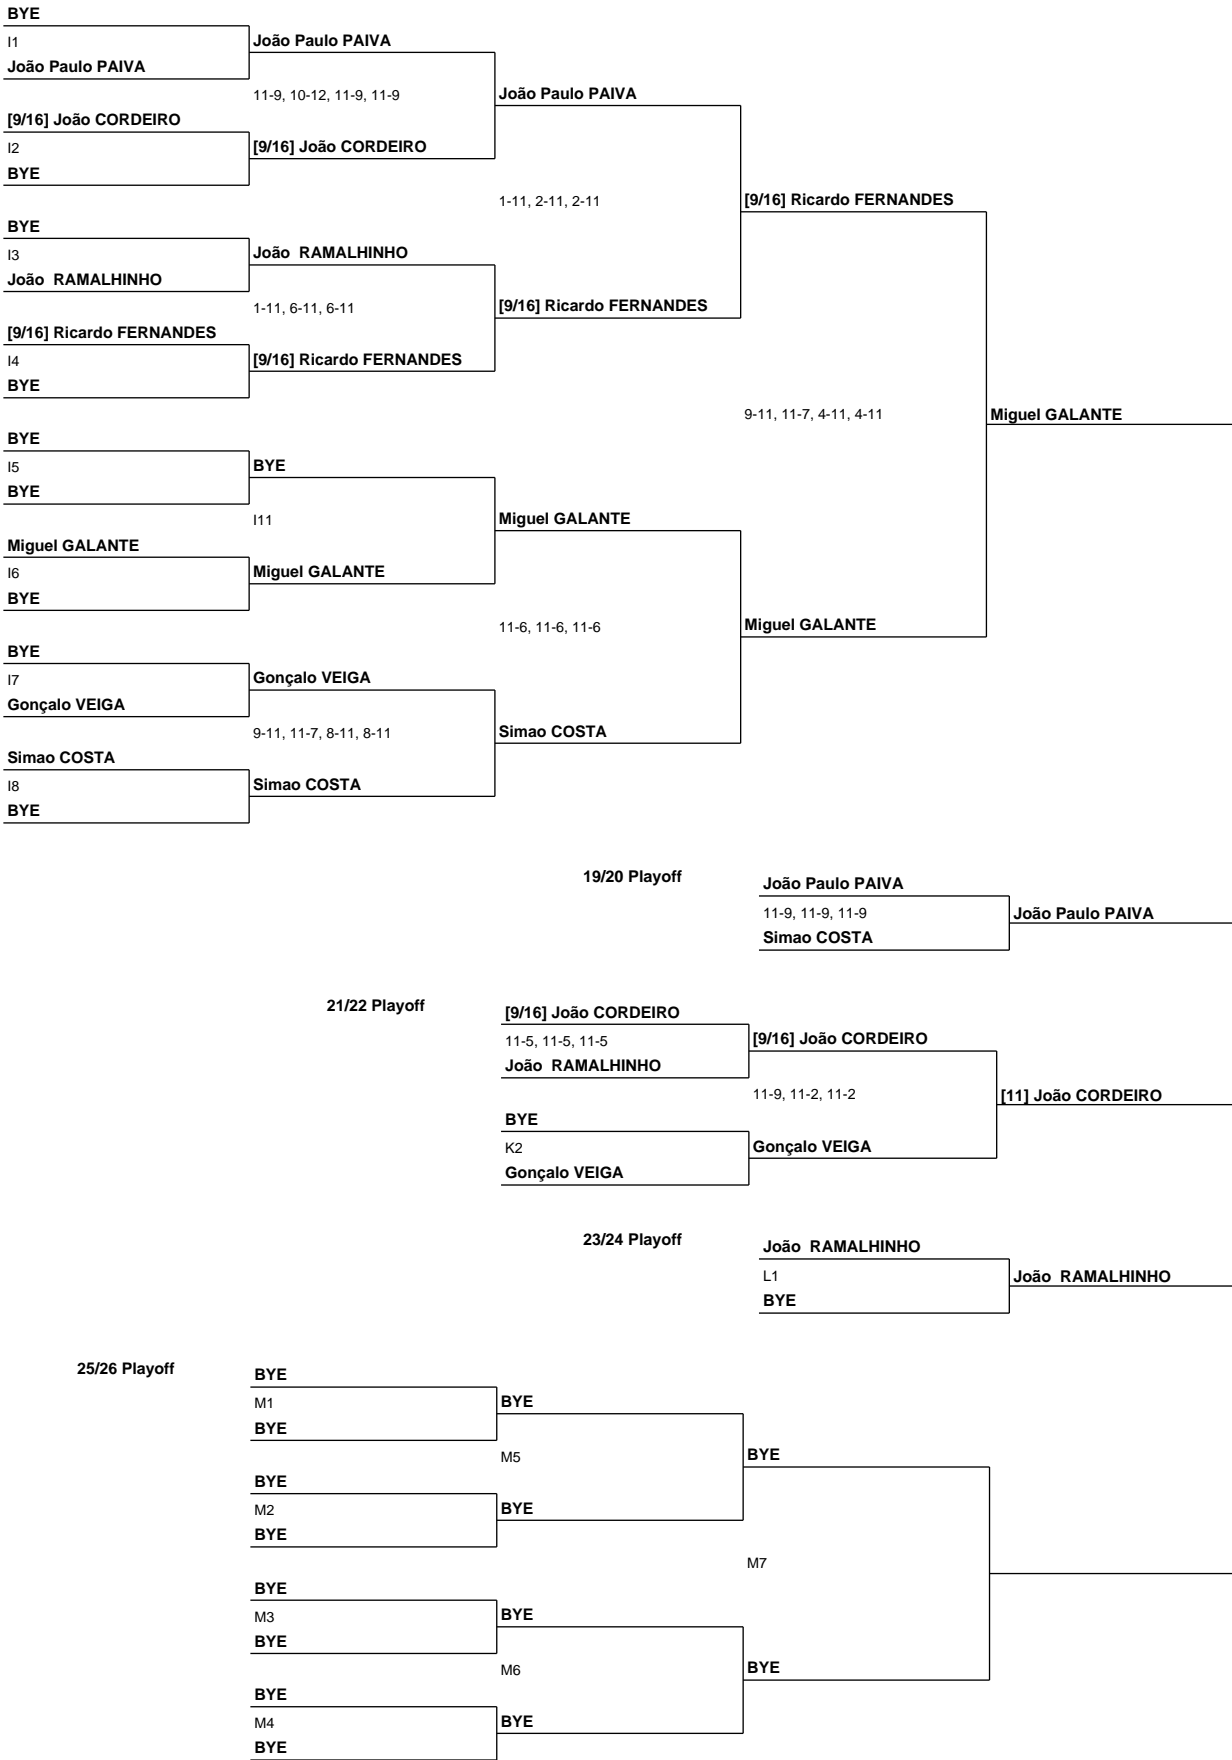 BYE
I1
João Paulo PAIVA
João Paulo PAIVA
11-9, 10-12, 11-9, 11-9
João Paulo PAIVA
[9/16] João CORDEIRO
I2
[9/16] João CORDEIRO
BYE
1-11, 2-11, 2-11
[9/16] Ricardo FERNANDES
BYE
I3
João  RAMALHINHO
João  RAMALHINHO
1-11, 6-11, 6-11
[9/16] Ricardo FERNANDES
[9/16] Ricardo FERNANDES
I4
[9/16] Ricardo FERNANDES
BYE
9-11, 11-7, 4-11, 4-11
Miguel GALANTE
BYE
I5
BYE
BYE
I11
Miguel GALANTE
Miguel GALANTE
I6
Miguel GALANTE
BYE
11-6, 11-6, 11-6
Miguel GALANTE
BYE
I7
Gonçalo VEIGA
Gonçalo VEIGA
9-11, 11-7, 8-11, 8-11
Simao COSTA
Simao COSTA
I8
Simao COSTA
BYE
19/20 Playoff
João Paulo PAIVA
11-9, 11-9, 11-9
João Paulo PAIVA
Simao COSTA
21/22 Playoff
[9/16] João CORDEIRO
11-5, 11-5, 11-5
[9/16] João CORDEIRO
João  RAMALHINHO
11-9, 11-2, 11-2
[11] João CORDEIRO
BYE
K2
Gonçalo VEIGA
Gonçalo VEIGA
23/24 Playoff
João  RAMALHINHO
L1
João  RAMALHINHO
BYE
25/26 Playoff
BYE
M1
BYE
BYE
M5
BYE
BYE
M2
BYE
BYE
M7
BYE
M3
BYE
BYE
M6
BYE
BYE
M4
BYE
BYE